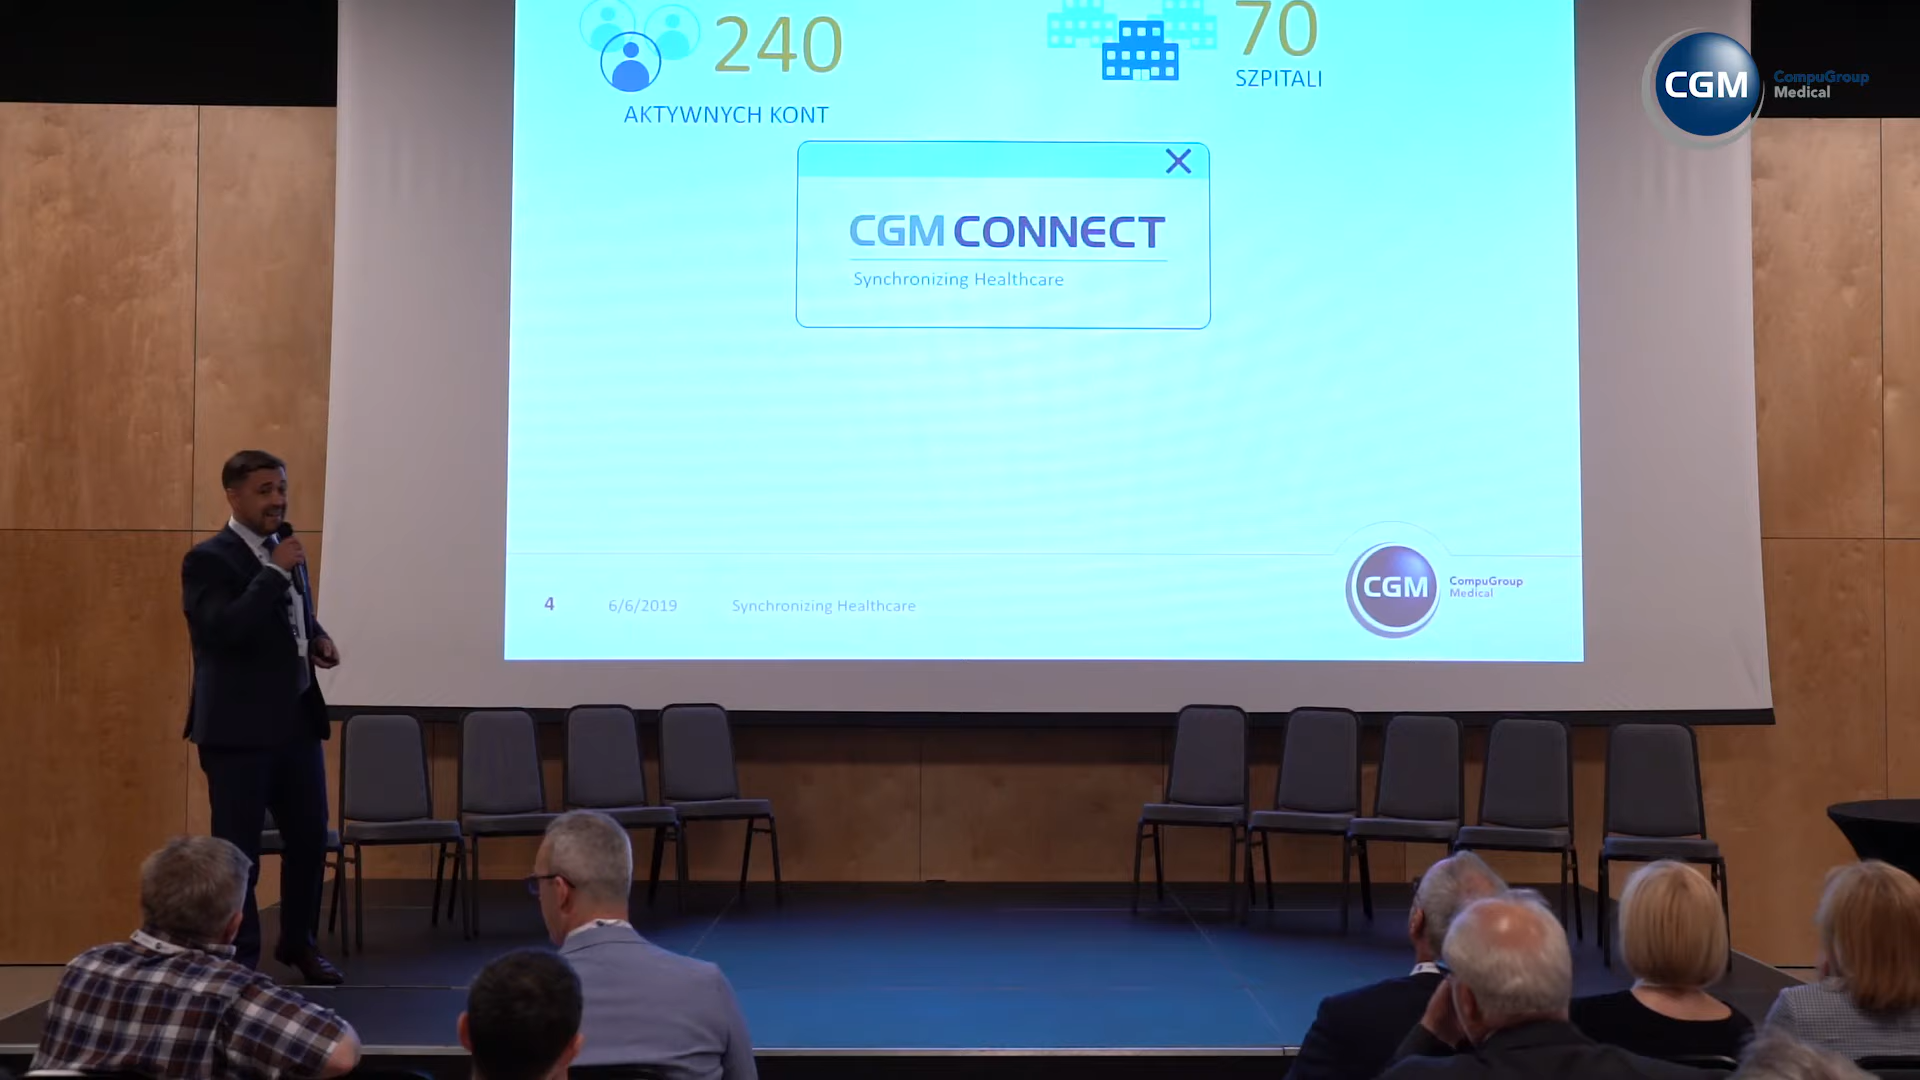 240
AKTYWNYCH KONT
70
SZPITALI
CGM
CompuGroup
Medical
CGM CONNECT
Synchronizing Healthcare
4
6/6/2019
Synchronizing Healthcare
CGM
CompuGroup
Medical